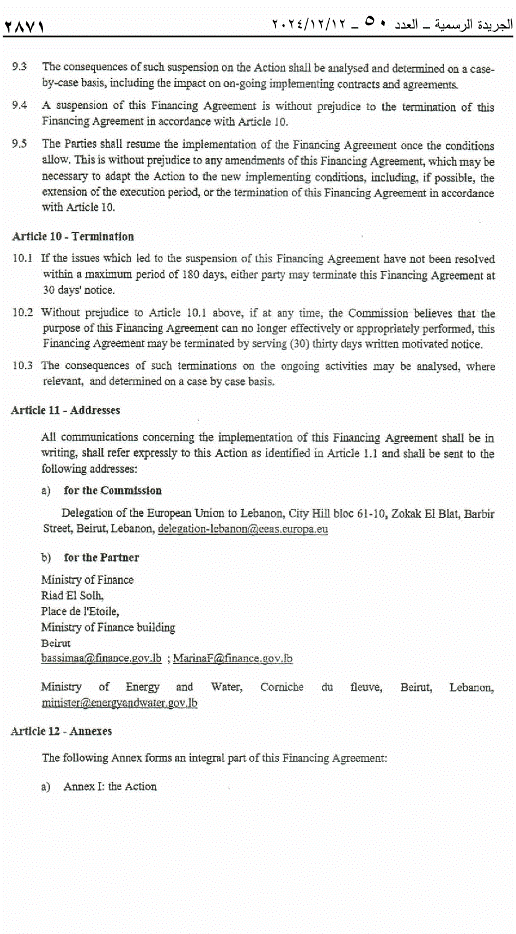 الجريدة الرسمية – العدد ٥٠ – ٢٠٢٤/١٢/١٢
٢٨٧١
9.3 The consequences of such suspension on the Action shall be analysed and determined on a case-
by-case basis, including the impact on on-going implementing contracts and agreements.
9.4 A suspension of this Financing Agreement is without prejudice to the termination of this
Financing Agreement in accordance with Article 10.
9.5 The Parties shall resume the implementation of the Financing Agreement once the conditions
allow. This is without prejudice to any amendments of this Financing Agreement, which may be
necessary to adapt the Action to the new implementing conditions, including, if possible, the
extension of the execution period, or the termination of this Financing Agreement in accordance
with Article 10.
Article 10 - Termination
10.1 If the issues which led to the suspension of this Financing Agreement have not been resolved
within a maximum period of 180 days, either party may terminate this Financing Agreement at
30 days' notice.
10.2 Without prejudice to Article 10.1 above, if at any time, the Commission believes that the
purpose of this Financing Agreement can no longer effectively or appropriately performed, this
Financing Agreement may be terminated by serving (30) thirty days written motivated notice.
10.3 The consequences of such terminations on the ongoing activities may be analysed, where
relevant, and determined on a case by case basis.
Article 11 - Addresses
All communications concerning the implementation of this Financing Agreement shall be in
writing, shall refer expressly to this Action as identified in Article 1.1 and shall be sent to the
following addresses:
a) for the Commission
Delegation of the European Union to Lebanon, City Hill bloc 61-10, Zokak El Blat, Barbir
Street, Beirut, Lebanon, delegation-lebanon@eeas.europa.eu
b) for the Partner
Ministry of Finance
Riad El Solh,
Place de l'Etoile,
Ministry of Finance building
Beirut
bassimaa@finance.gov.lb ; MarinaF@finance.gov.lb
Ministry of Energy and Water, Corniche du fleuve, Beirut, Lebanon,
minister@energyandwater.gov.lb
Article 12 - Annexes
The following Annex forms an integral part of this Financing Agreement:
a) Annex I: the Action